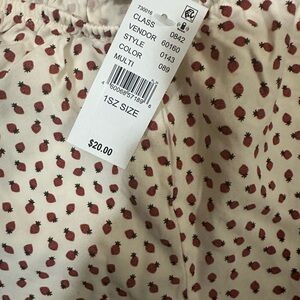 730016
CLASS 0842
VENDOR 60160
STYLE 0143
COLOR 089
MULTI
1SZ SIZE
$20.00